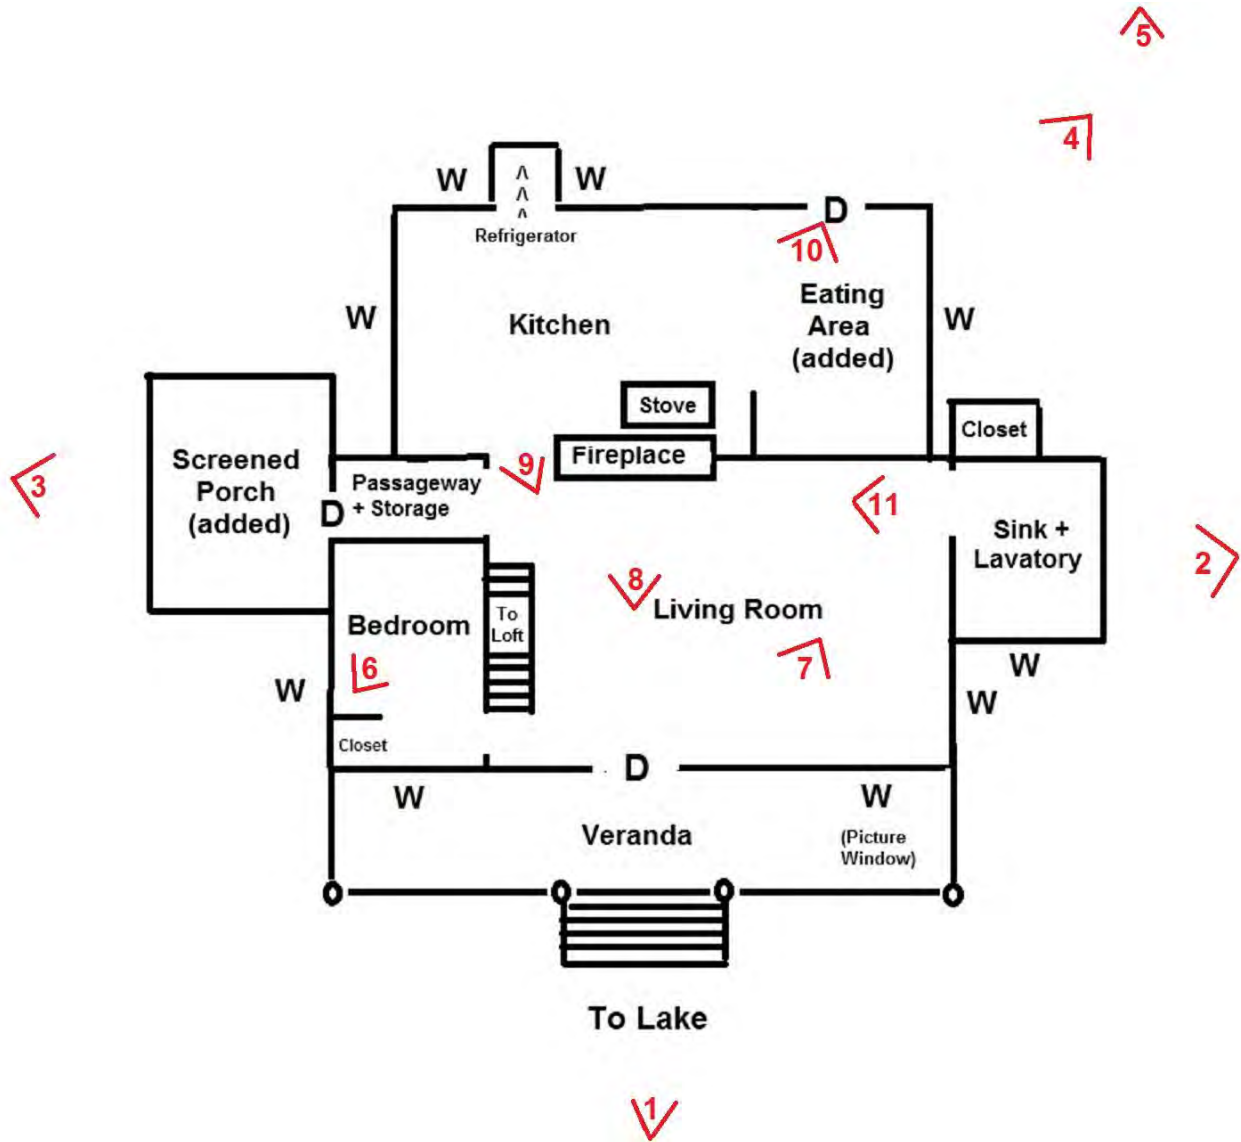 5
4
W
W
Refrigerator
D
10
Eating
Area
(added)
W
Kitchen
W
Stove
Closet
Fireplace
Screened
Porch
(added)
3
9
Passageway
+ Storage
D
11
Sink +
Lavatory
2
8
Living Room
To
Loft
Bedroom
6
7
W
W
W
Closet
D
W
W
Veranda
(Picture
Window)
To Lake
1